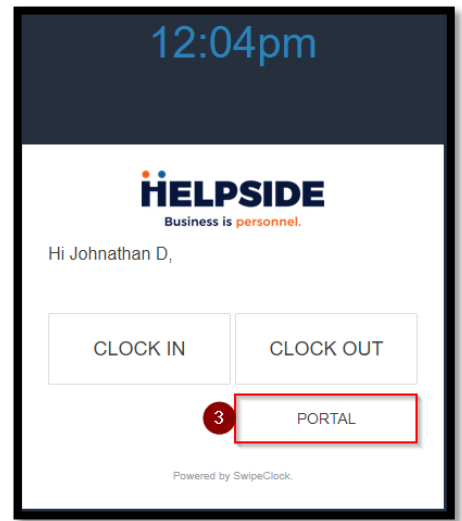 12:04pm
HELPSIDE
Business is personnel.
Hi Johnathan D,
CLOCK IN CLOCK OUT
3 PORTAL
Powered by SwipeClock.